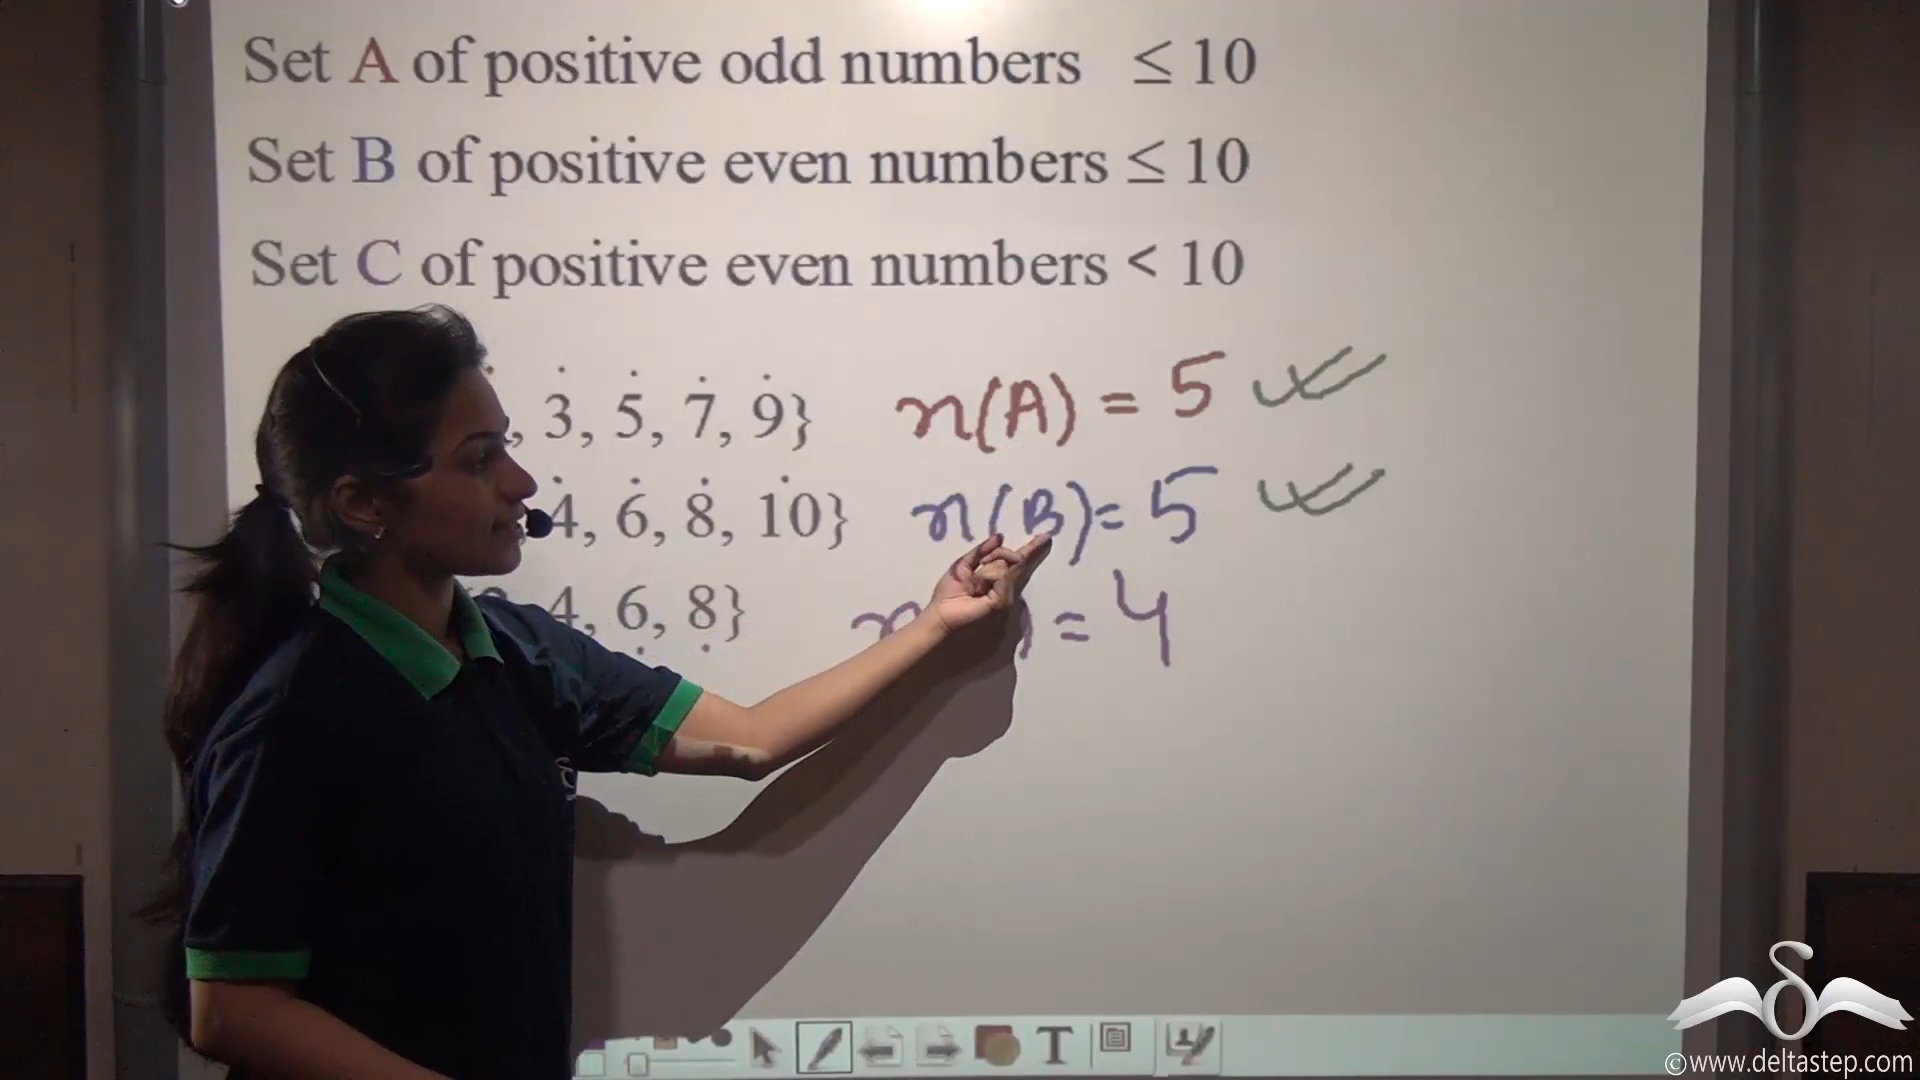 Set A of positive odd numbers ≤ 10
Set B of positive even numbers ≤ 10
Set C of positive even numbers < 10
, 3, 5, 7, 9} n(A) = 5
4, 6, 8, 10} n(B) = 5
4, 6, 8} n ) = 4
T
©www.deltastep.com